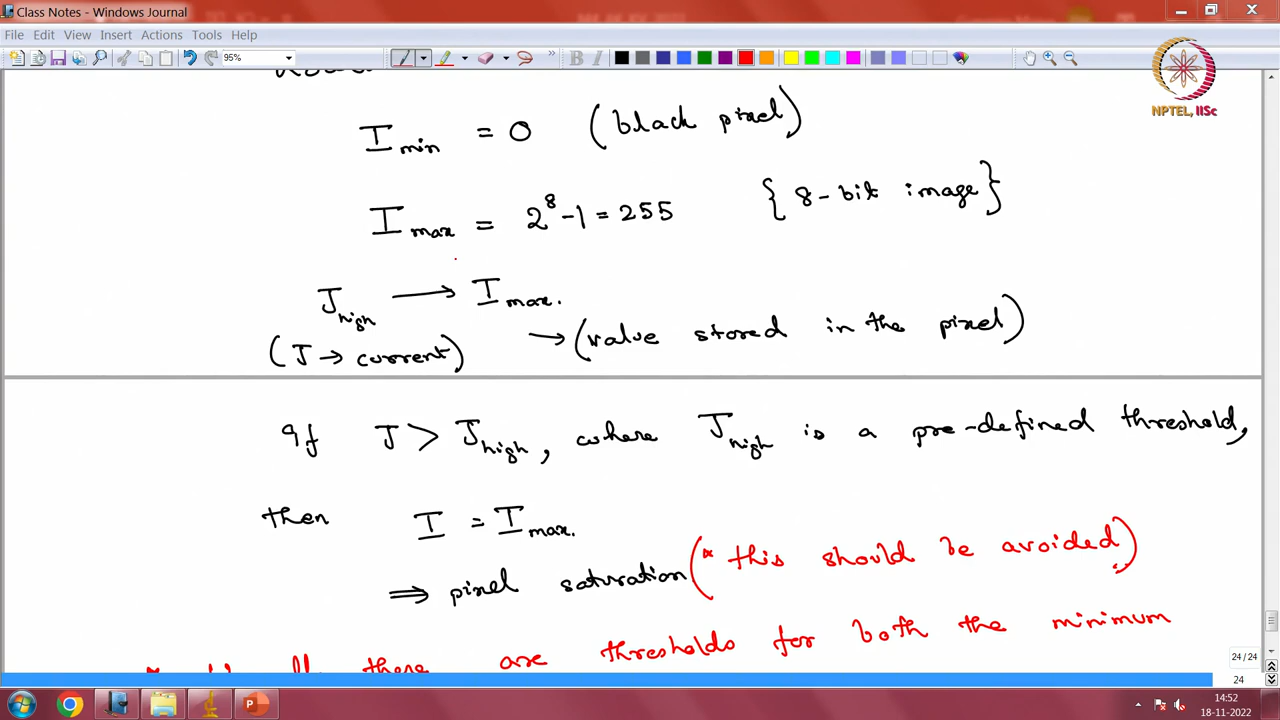 Class Notes - Windows Journal
File Edit View Insert Actions Tools Help
95%
NPTEL, IISc
I min = 0 (black pixel)
I max = 2^8 - 1 = 255 {8-bit image}
J high → I max.
(J → current) → (value stored in the pixel)
If J > J high, where J high is a pre-defined threshold,
then I = I max.
⇒ pixel saturation (* this should be avoided)
there are thresholds for both the minimum
24 / 24
24
14:52
18-11-2022